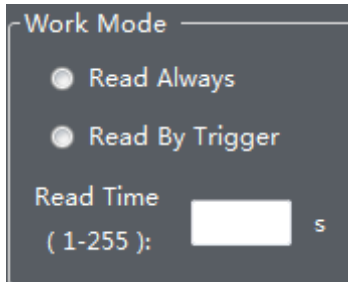 Work Mode
Read Always
Read By Trigger
Read Time
( 1-255 ):
s